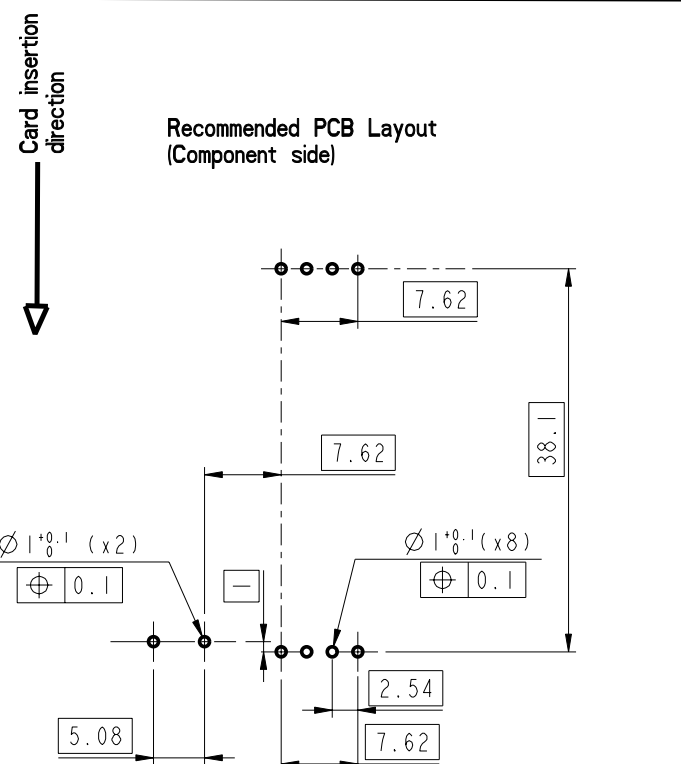 Card insertion
direction
Recommended PCB Layout
(Component side)
7.62
38.1
7.62
Ø 1 +0.1 0 (x2)
⌖ 0.1
1
Ø 1 +0.1 0 (x8)
⌖ 0.1
2.54
5.08
7.62